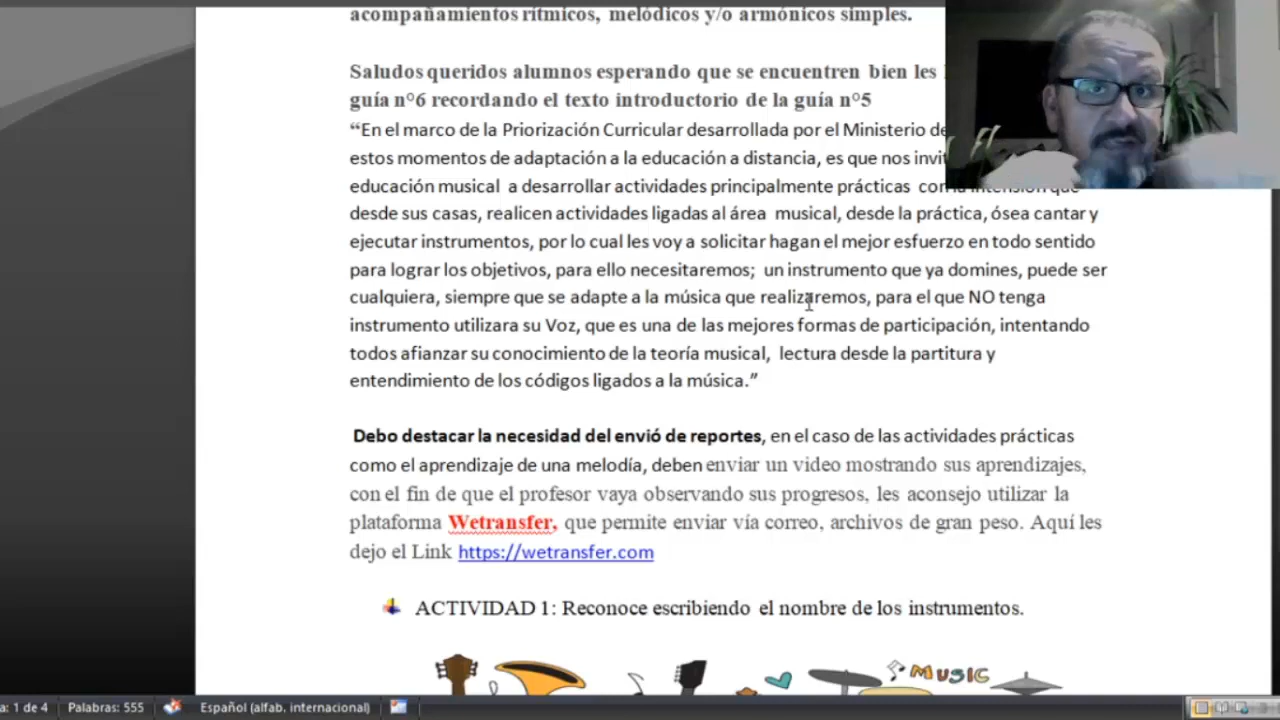 acompañamientos rítmicos, melódicos y/o armónicos simples.
Saludos queridos alumnos esperando que se encuentren bien les
guía n°6 recordando el texto introductorio de la guía n°5
“En el marco de la Priorización Curricular desarrollada por el Ministerio de
estos momentos de adaptación a la educación a distancia, es que nos
educación musical a desarrollar actividades principalmente prácticas con la intensión que
desde sus casas, realicen actividades ligadas al área musical, desde la práctica, ósea cantar y
ejecutar instrumentos, por lo cual les voy a solicitar hagan el mejor esfuerzo en todo sentido
para lograr los objetivos, para ello necesitaremos; un instrumento que ya domines, puede ser
cualquiera, siempre que se adapte a la música que realizaremos, para el que NO tenga
instrumento utilizara su Voz, que es una de las mejores formas de participación, intentando
todos afianzar su conocimiento de la teoría musical, lectura desde la partitura y
entendimiento de los códigos ligados a la música.”
Debo destacar la necesidad del envió de reportes, en el caso de las actividades prácticas
como el aprendizaje de una melodía, deben enviar un video mostrando sus aprendizajes,
con el fin de que el profesor vaya observando sus progresos, les aconsejo utilizar la
plataforma Wetransfer, que permite enviar vía correo, archivos de gran peso. Aquí les
dejo el Link https://wetransfer.com
ACTIVIDAD 1: Reconoce escribiendo el nombre de los instrumentos.
MUSIC
a: 1 de 4 Palabras: 555 Español (alfab. internacional)